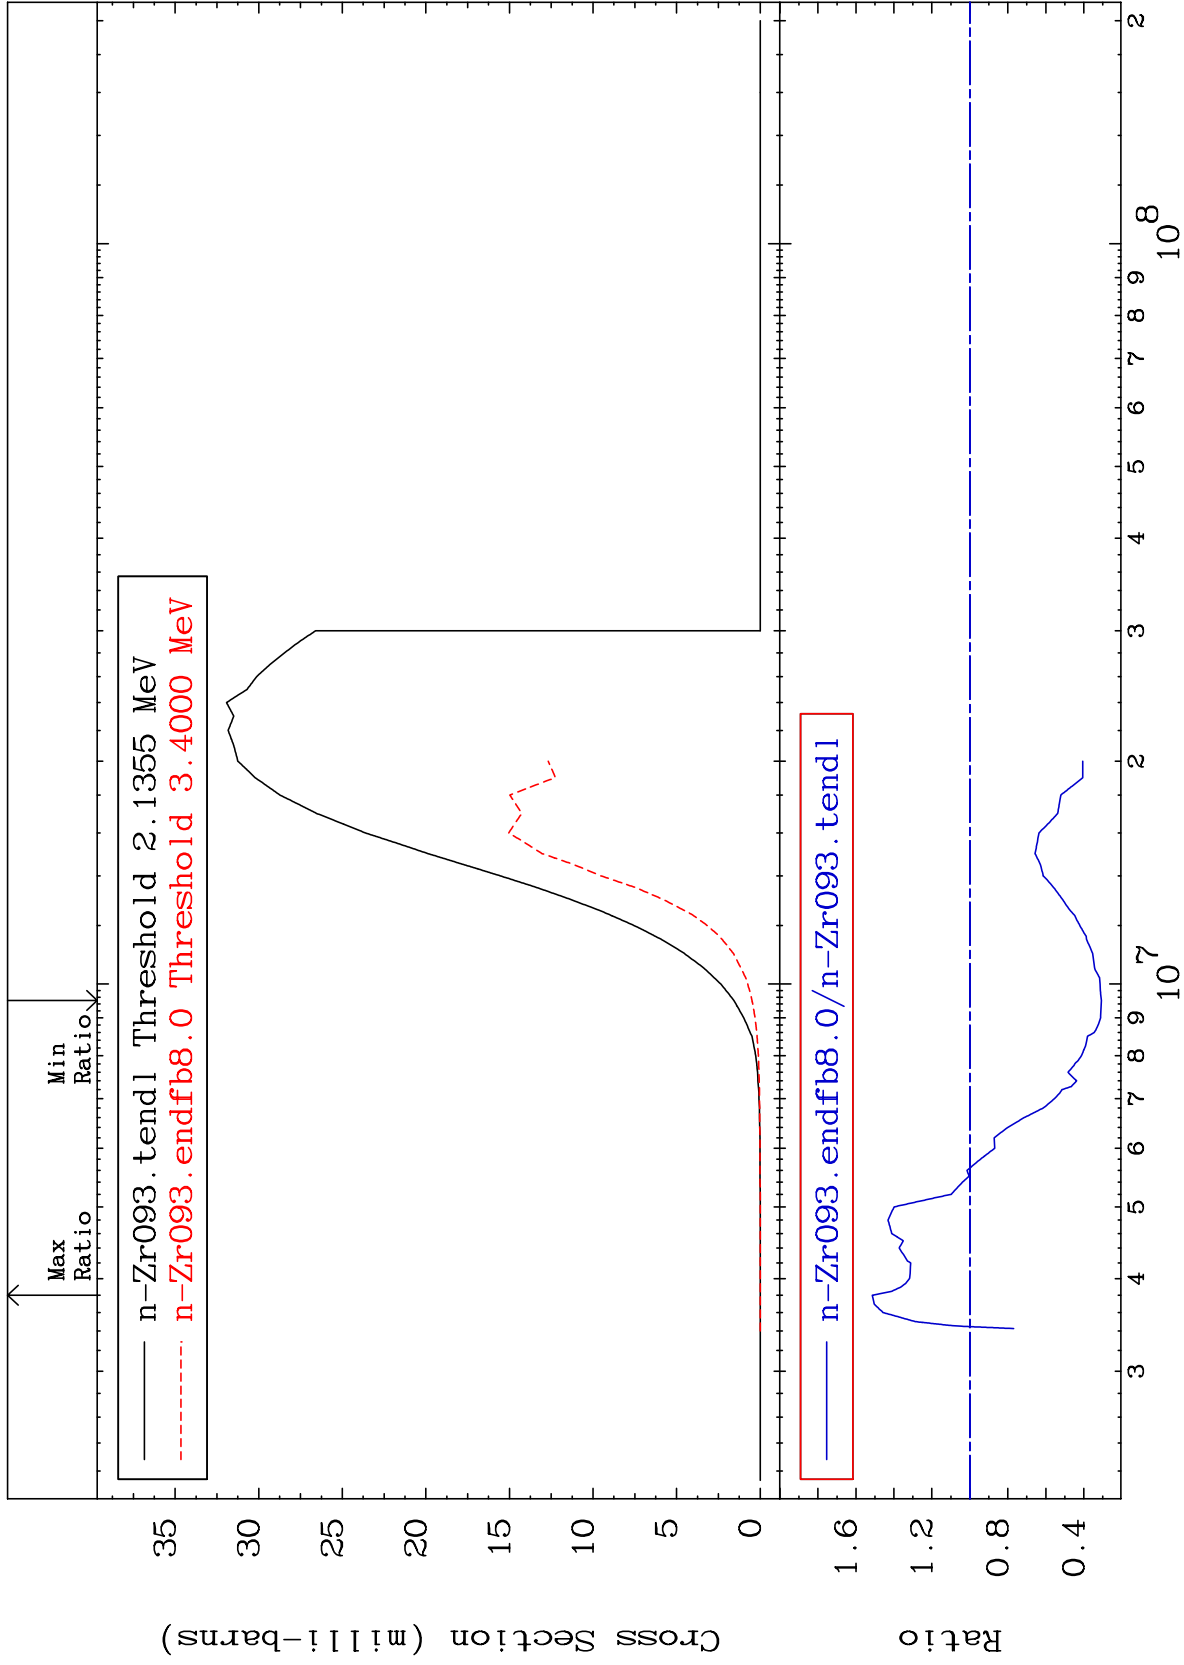 Max
Ratio
Min
Ratio
n-Zr093.tendl Threshold 2.1355 MeV
n-Zr093.endfb8.0 Threshold 3.4000 MeV
Cross Section (milli-barns)
35
30
25
20
15
10
5
0
n-Zr093.endfb8.0/n-Zr093.tendl
Ratio
1.6
1.2
0.8
0.4
3 4 5 6 7 8 9 10^7 2 3 4 5 6 7 8 9 10^8 2